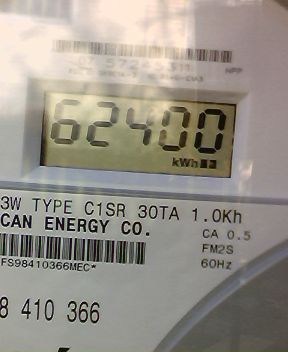 62400
kWh
3W TYPE C1SR 30TA 1.0Kh
CAN ENERGY CO.
CA 0.5
FM2S
60Hz
FS98410366MEC*
8 410 366